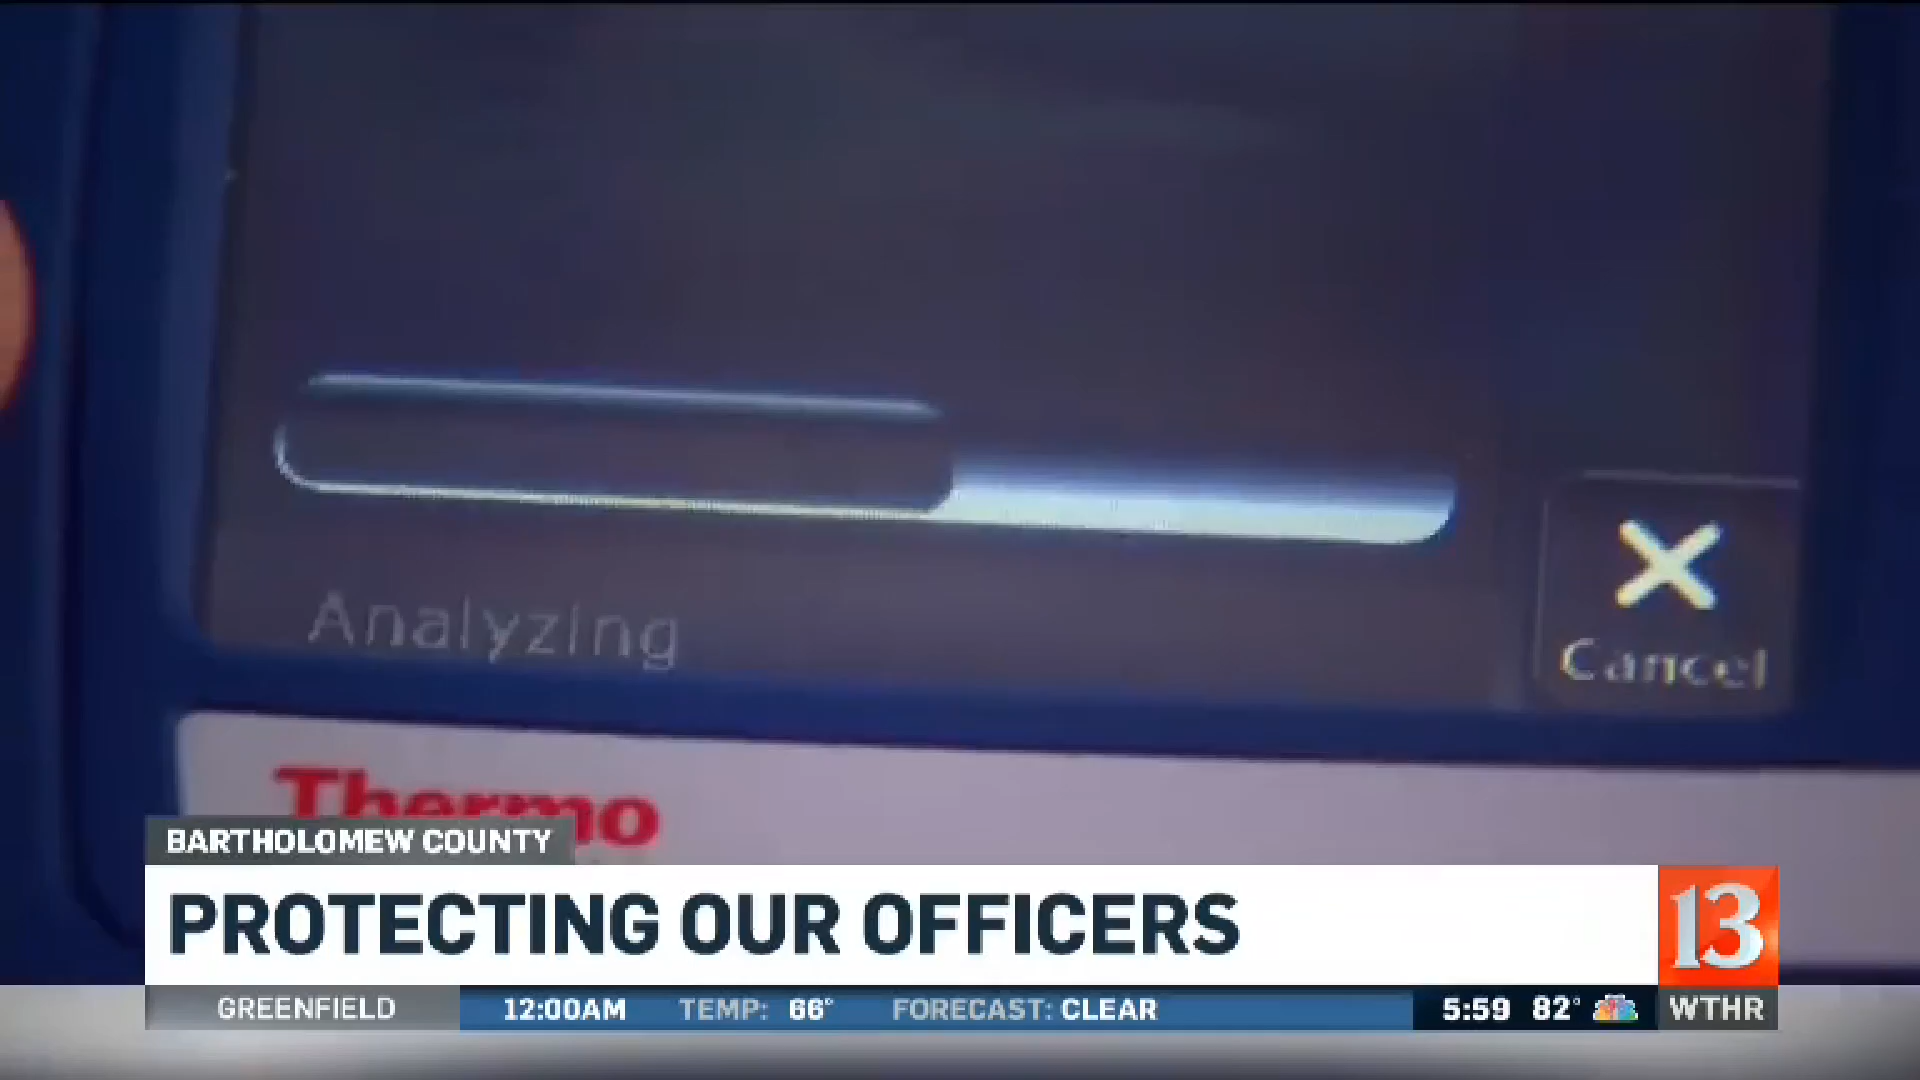 Analyzing
Cancel
Thermo
BARTHOLOMEW COUNTY
PROTECTING OUR OFFICERS
13
GREENFIELD 12:00AM TEMP: 66° FORECAST: CLEAR 5:59 82° WTHR